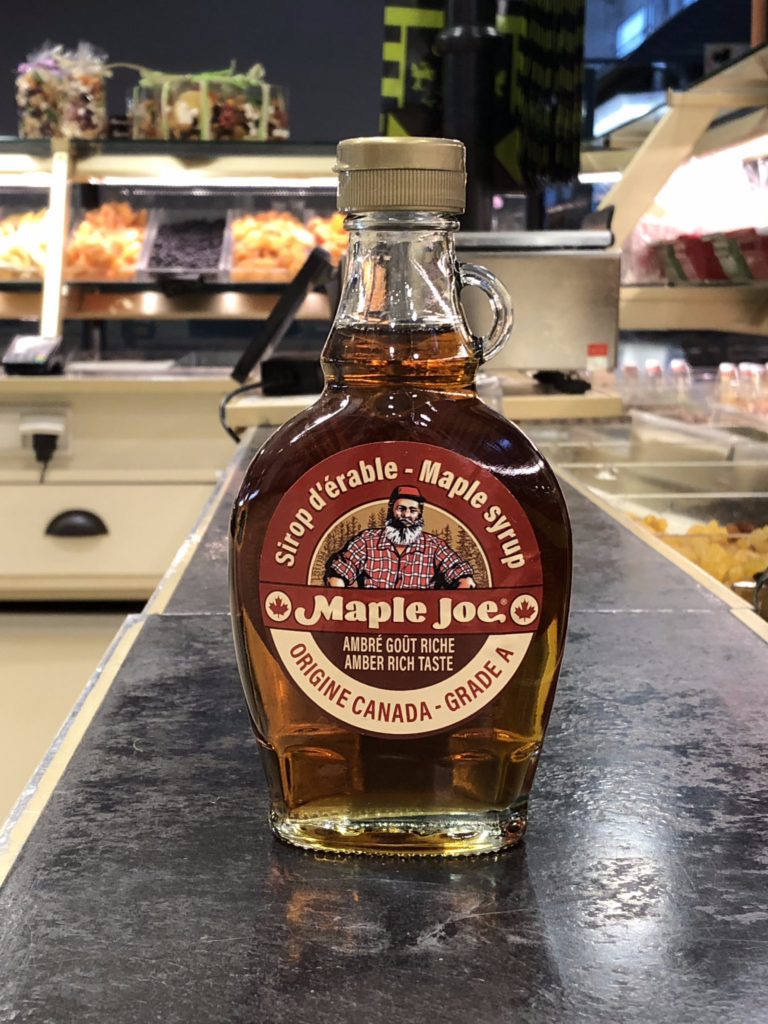 Sirop d'érable - Maple syrup
Maple Joe®
AMBRÉ GOÛT RICHE
AMBER RICH TASTE
ORIGINE CANADA - GRADE A